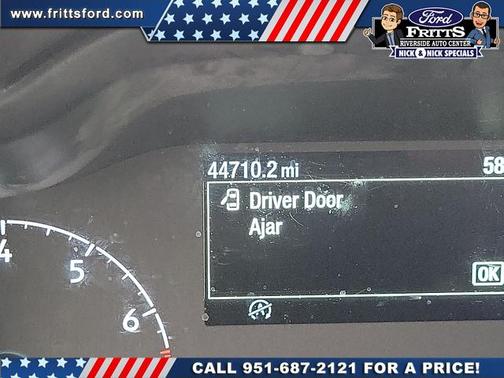 www.frittsford.com
Ford
FRITTS
RIVERSIDE AUTO CENTER
NICK & NICK SPECIALS
44710.2 mi 58
Driver Door
Ajar
OK
4
5
6
CALL 951-687-2121 FOR A PRICE!